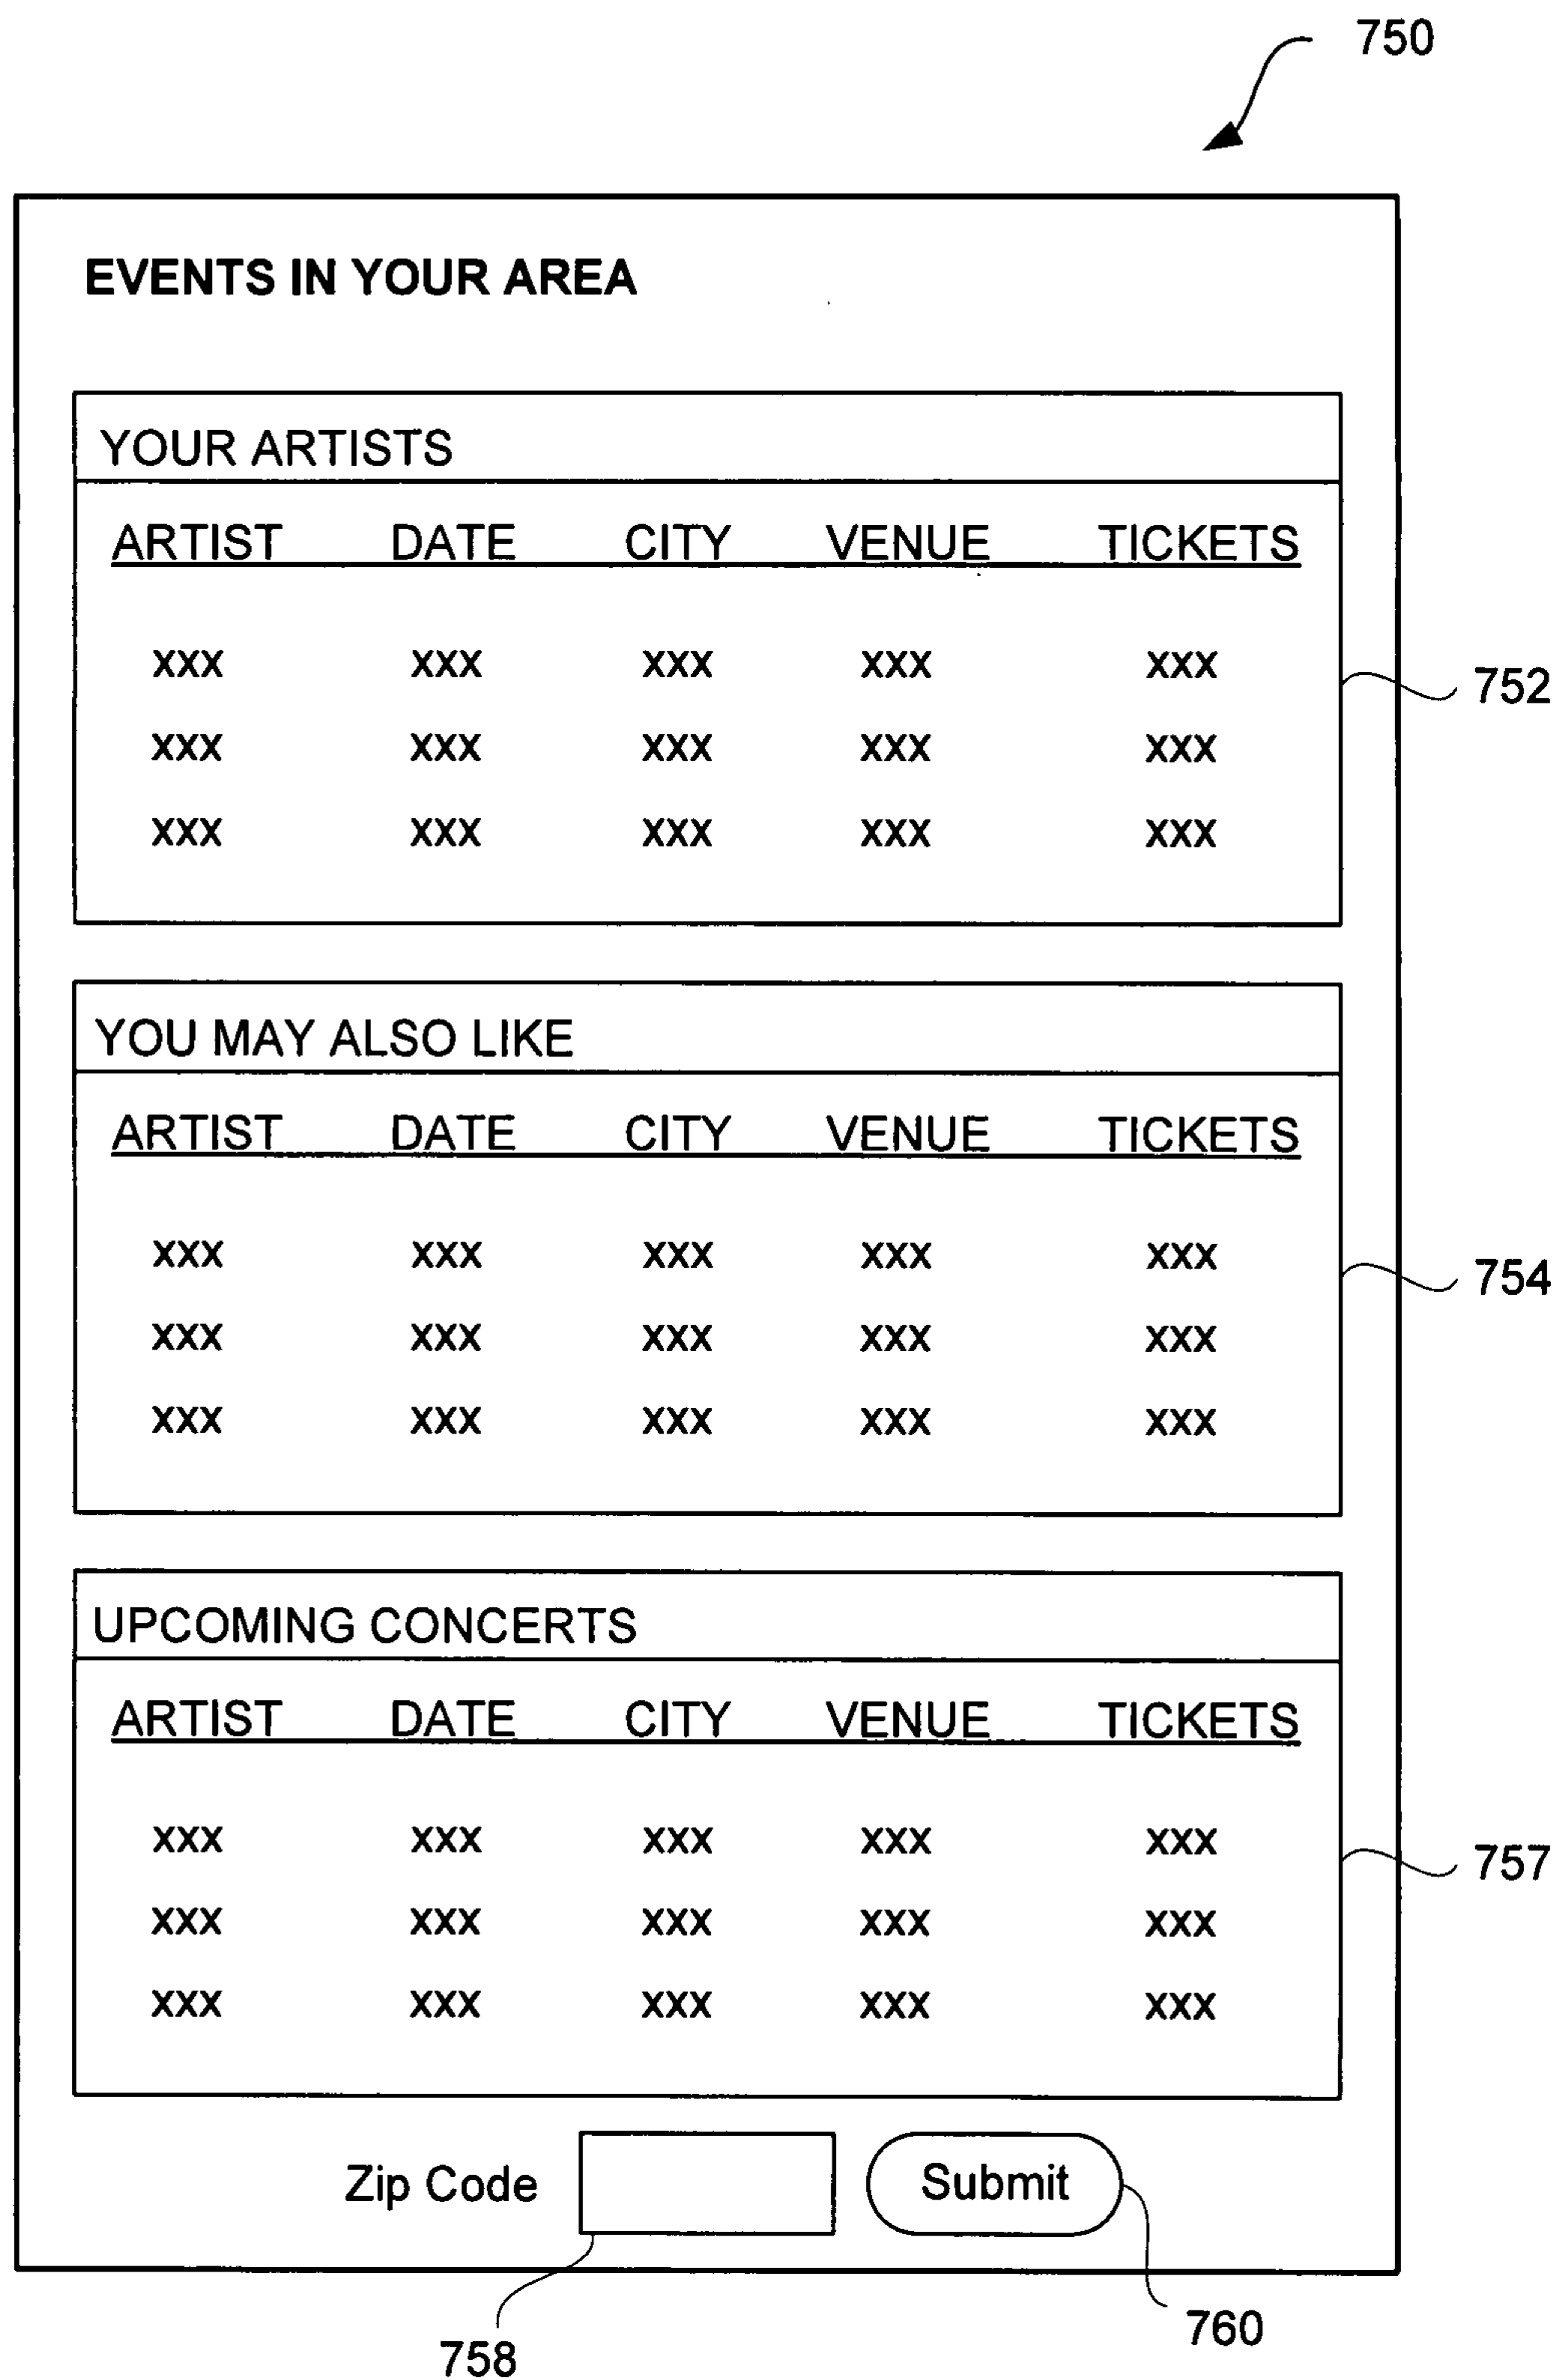 750
EVENTS IN YOUR AREA
YOUR ARTISTS
ARTIST DATE CITY VENUE TICKETS
xxx xxx xxx xxx xxx
752
xxx xxx xxx xxx xxx
xxx xxx xxx xxx xxx
YOU MAY ALSO LIKE
ARTIST DATE CITY VENUE TICKETS
xxx xxx xxx xxx xxx
754
xxx xxx xxx xxx xxx
xxx xxx xxx xxx xxx
UPCOMING CONCERTS
ARTIST DATE CITY VENUE TICKETS
xxx xxx xxx xxx xxx
757
xxx xxx xxx xxx xxx
xxx xxx xxx xxx xxx
Zip Code Submit
760
758